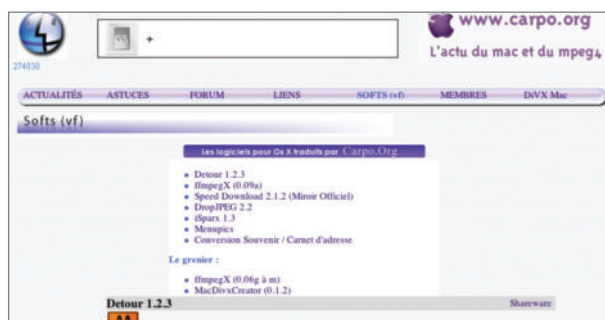 www.carpo.org
+
L'actu du mac et du mpeg4
274030
ACTUALITÉS ASTUCES FORUM LIENS SOFTS (vf) MEMBRES DiVX Mac
Softs (vf)
Les logiciels pour Os X traduits par Carpo.Org
Detour 1.2.3
ffmpegX (0.09a)
Speed Download 2.1.2 (Miroir Officiel)
DropJPEG 2.2
iSparx 1.3
Menupics
Conversion Souvenir / Carnet d'adresse
Le grenier :
ffmpegX (0.06g à m)
MacDivxCreator (0.1.2)
Detour 1.2.3 Shareware